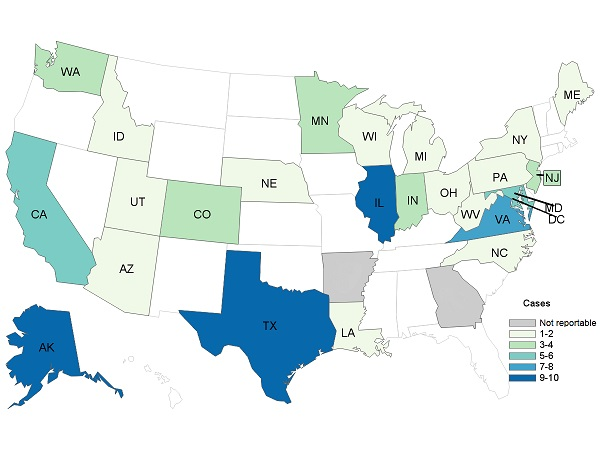 WA
ME
MN
ID
WI
NY
MI
PA
NJ
NE
OH
IL
IN
UT
CO
WV
MD
CA
VA
DC
NC
AZ
TX
LA
AK
Cases
Not reportable
1-2
3-4
5-6
7-8
9-10